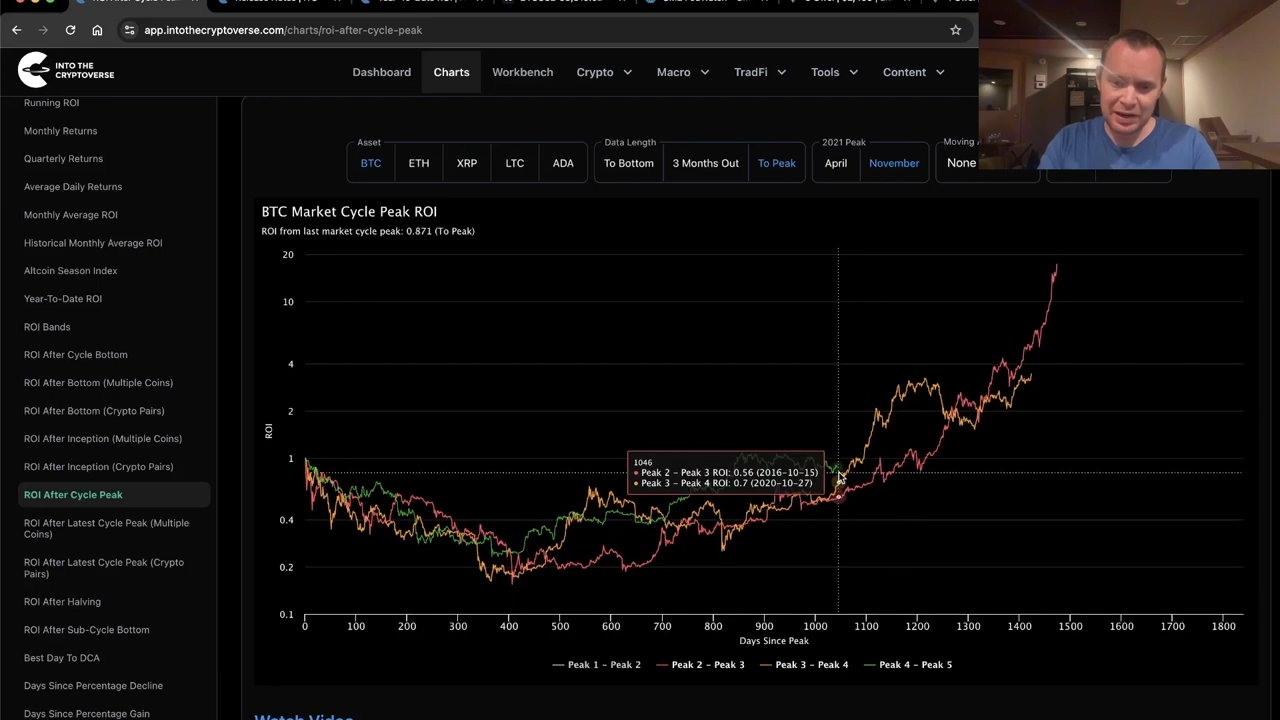 app.intothecryptoverse.com/charts/roi-after-cycle-peak
INTO THE
CRYPTOVERSE
Dashboard
Charts
Workbench
Crypto
Macro
TradFi
Tools
Content
Running ROI
Monthly Returns
Quarterly Returns
Average Daily Returns
Monthly Average ROI
Historical Monthly Average ROI
Altcoin Season Index
Year-To-Date ROI
ROI Bands
ROI After Cycle Bottom
ROI After Bottom (Multiple Coins)
ROI After Bottom (Crypto Pairs)
ROI After Inception (Multiple Coins)
ROI After Inception (Crypto Pairs)
ROI After Cycle Peak
ROI After Latest Cycle Peak (Multiple
Coins)
ROI After Latest Cycle Peak (Crypto
Pairs)
ROI After Halving
ROI After Sub-Cycle Bottom
Best Day To DCA
Days Since Percentage Decline
Days Since Percentage Gain
Asset
BTC
ETH
XRP
LTC
ADA
Data Length
To Bottom
3 Months Out
To Peak
2021 Peak
April
November
Moving
None
BTC Market Cycle Peak ROI
ROI from last market cycle peak: 0.871 (To Peak)
20
10
4
2
1
0.4
0.2
0.1
ROI
1046
Peak 2 - Peak 3 ROI: 0.56 (2016-10-15)
Peak 3 - Peak 4 ROI: 0.7 (2020-10-27)
0 100 200 300 400 500 600 700 800 900 1000 1100 1200 1300 1400 1500 1600 1700 1800
Days Since Peak
Peak 1 - Peak 2
Peak 2 - Peak 3
Peak 3 - Peak 4
Peak 4 - Peak 5
Watch Video